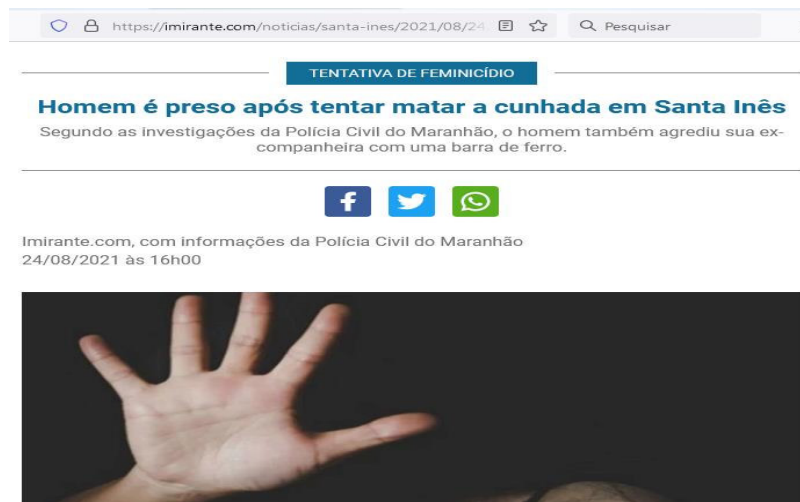 https://imirante.com/noticias/santa-ines/2021/08/24
Pesquisar
TENTATIVA DE FEMINICÍDIO
Homem é preso após tentar matar a cunhada em Santa Inês
Segundo as investigações da Polícia Civil do Maranhão, o homem também agrediu sua ex-
companheira com uma barra de ferro.
Imirante.com, com informações da Polícia Civil do Maranhão
24/08/2021 às 16h00